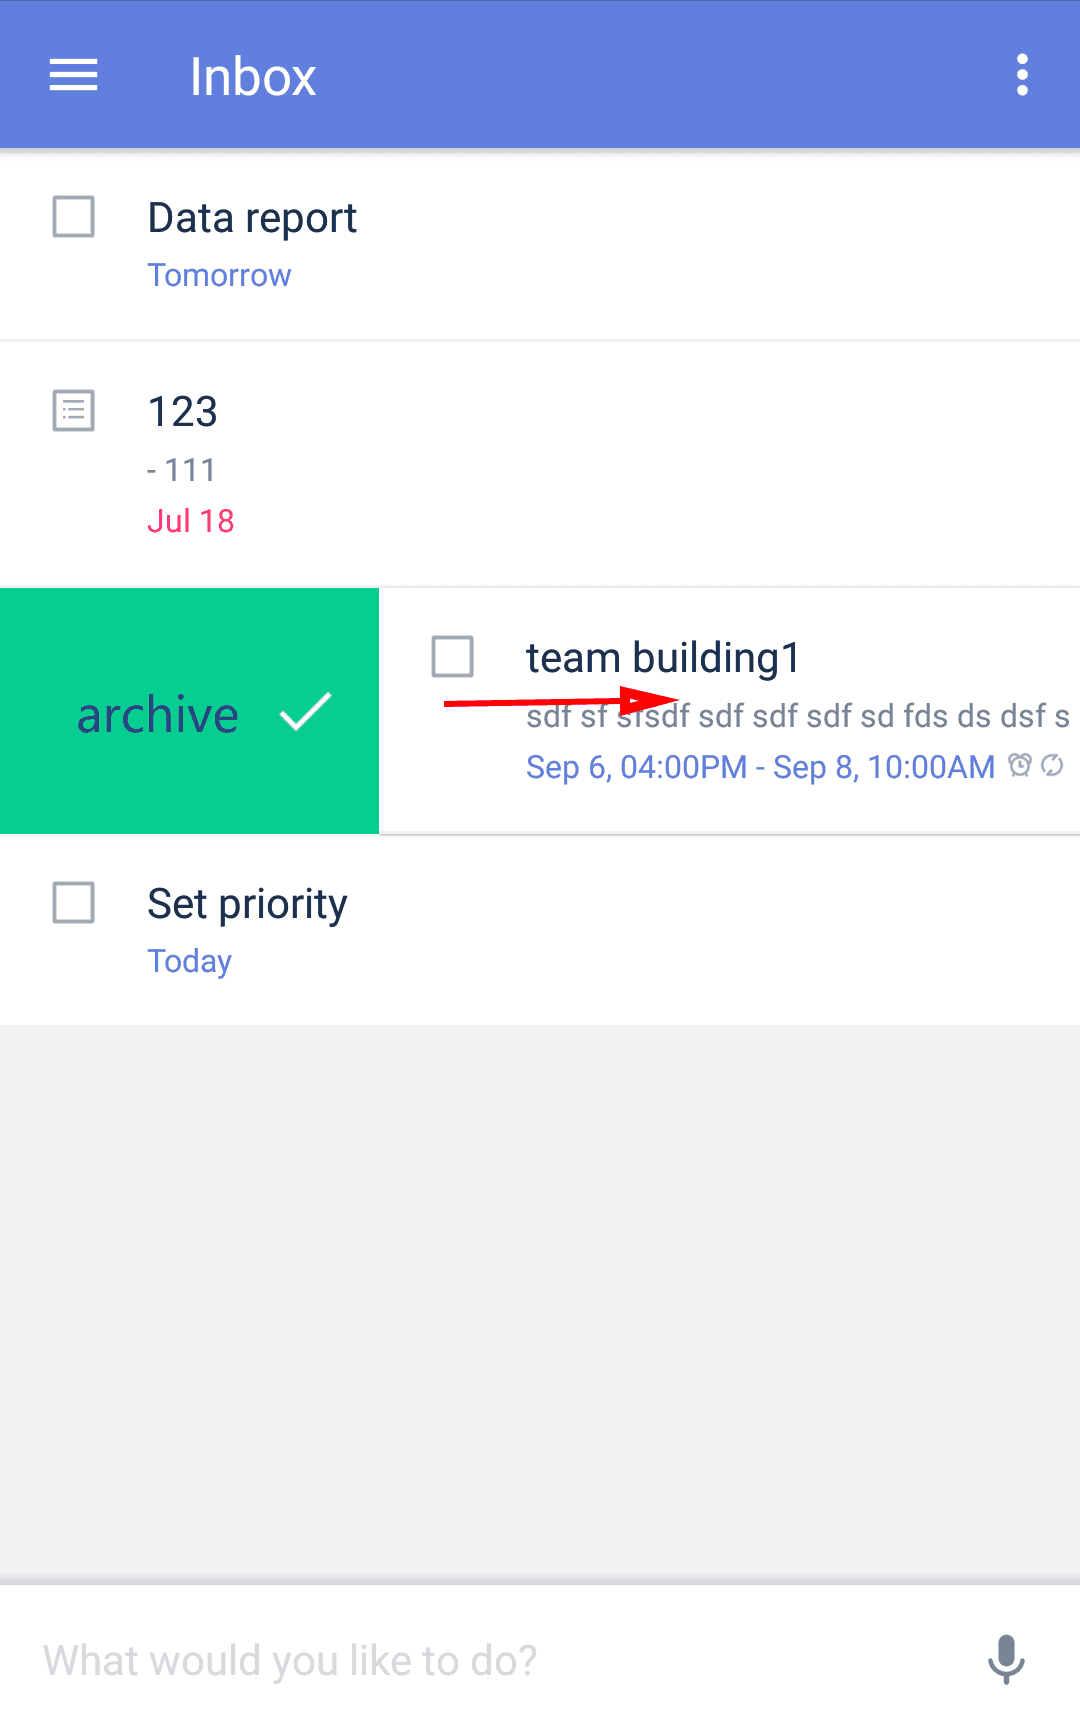 Inbox
Data report
Tomorrow
123
- 111
Jul 18
archive
team building1
sdf sf sfsdf sdf sdf sdf sd fds ds dsf s
Sep 6, 04:00PM - Sep 8, 10:00AM
Set priority
Today
What would you like to do?